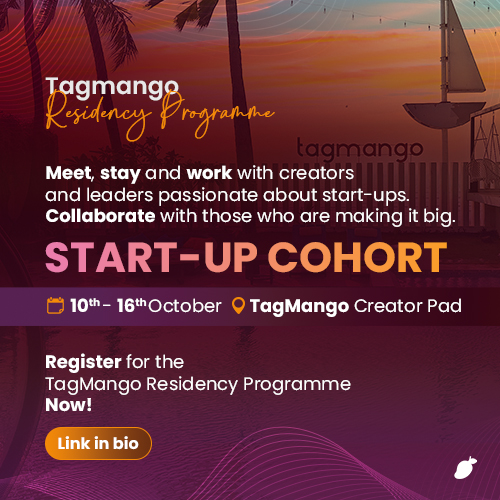 Tagmango
Residency Programme
tagmango
Meet, stay and work with creators
and leaders passionate about start-ups.
Collaborate with those who are making it big.
START-UP COHORT
10th - 16th October TagMango Creator Pad
Register for the
TagMango Residency Programme
Now!
Link in bio